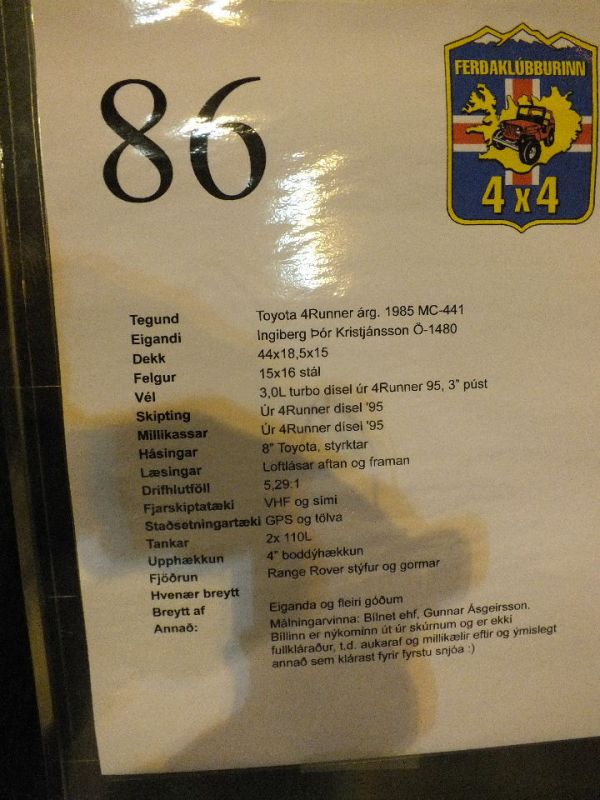 86
FERÐAKLÚBBURINN
4x4
Tegund Toyota 4Runner árg. 1985 MC-441
Eigandi Ingiberg Þór Kristjánsson Ö-1480
Dekk 44x18,5x15
Felgur 15x16 stál
Vél 3,0L turbo dísel úr 4Runner 95, 3" púst
Skipting Úr 4Runner dísel '95
Millikassar Úr 4Runner dísel '95
Hásingar 8" Toyota, styrktar
Læsingar Loftlásar aftan og framan
Drifhlutföll 5,29:1
Fjarskiptatæki VHF og sími
Staðsetningartæki GPS og tölva
Tankar 2x 110L
Upphækkun 4" boddýhækkun
Fjöðrun Range Rover stýfur og gormar
Hvenær breytt
Breytt af Eiganda og fleiri góðum
Annað: Málningarvinna: Bílnet ehf, Gunnar Ásgeirsson.
Bíllinn er nýkominn út úr skúrnum og er ekki
fullkláraður, t.d. aukaraf og millikælir eftir og ýmislegt
annað sem klárast fyrir fyrstu snjóa :)